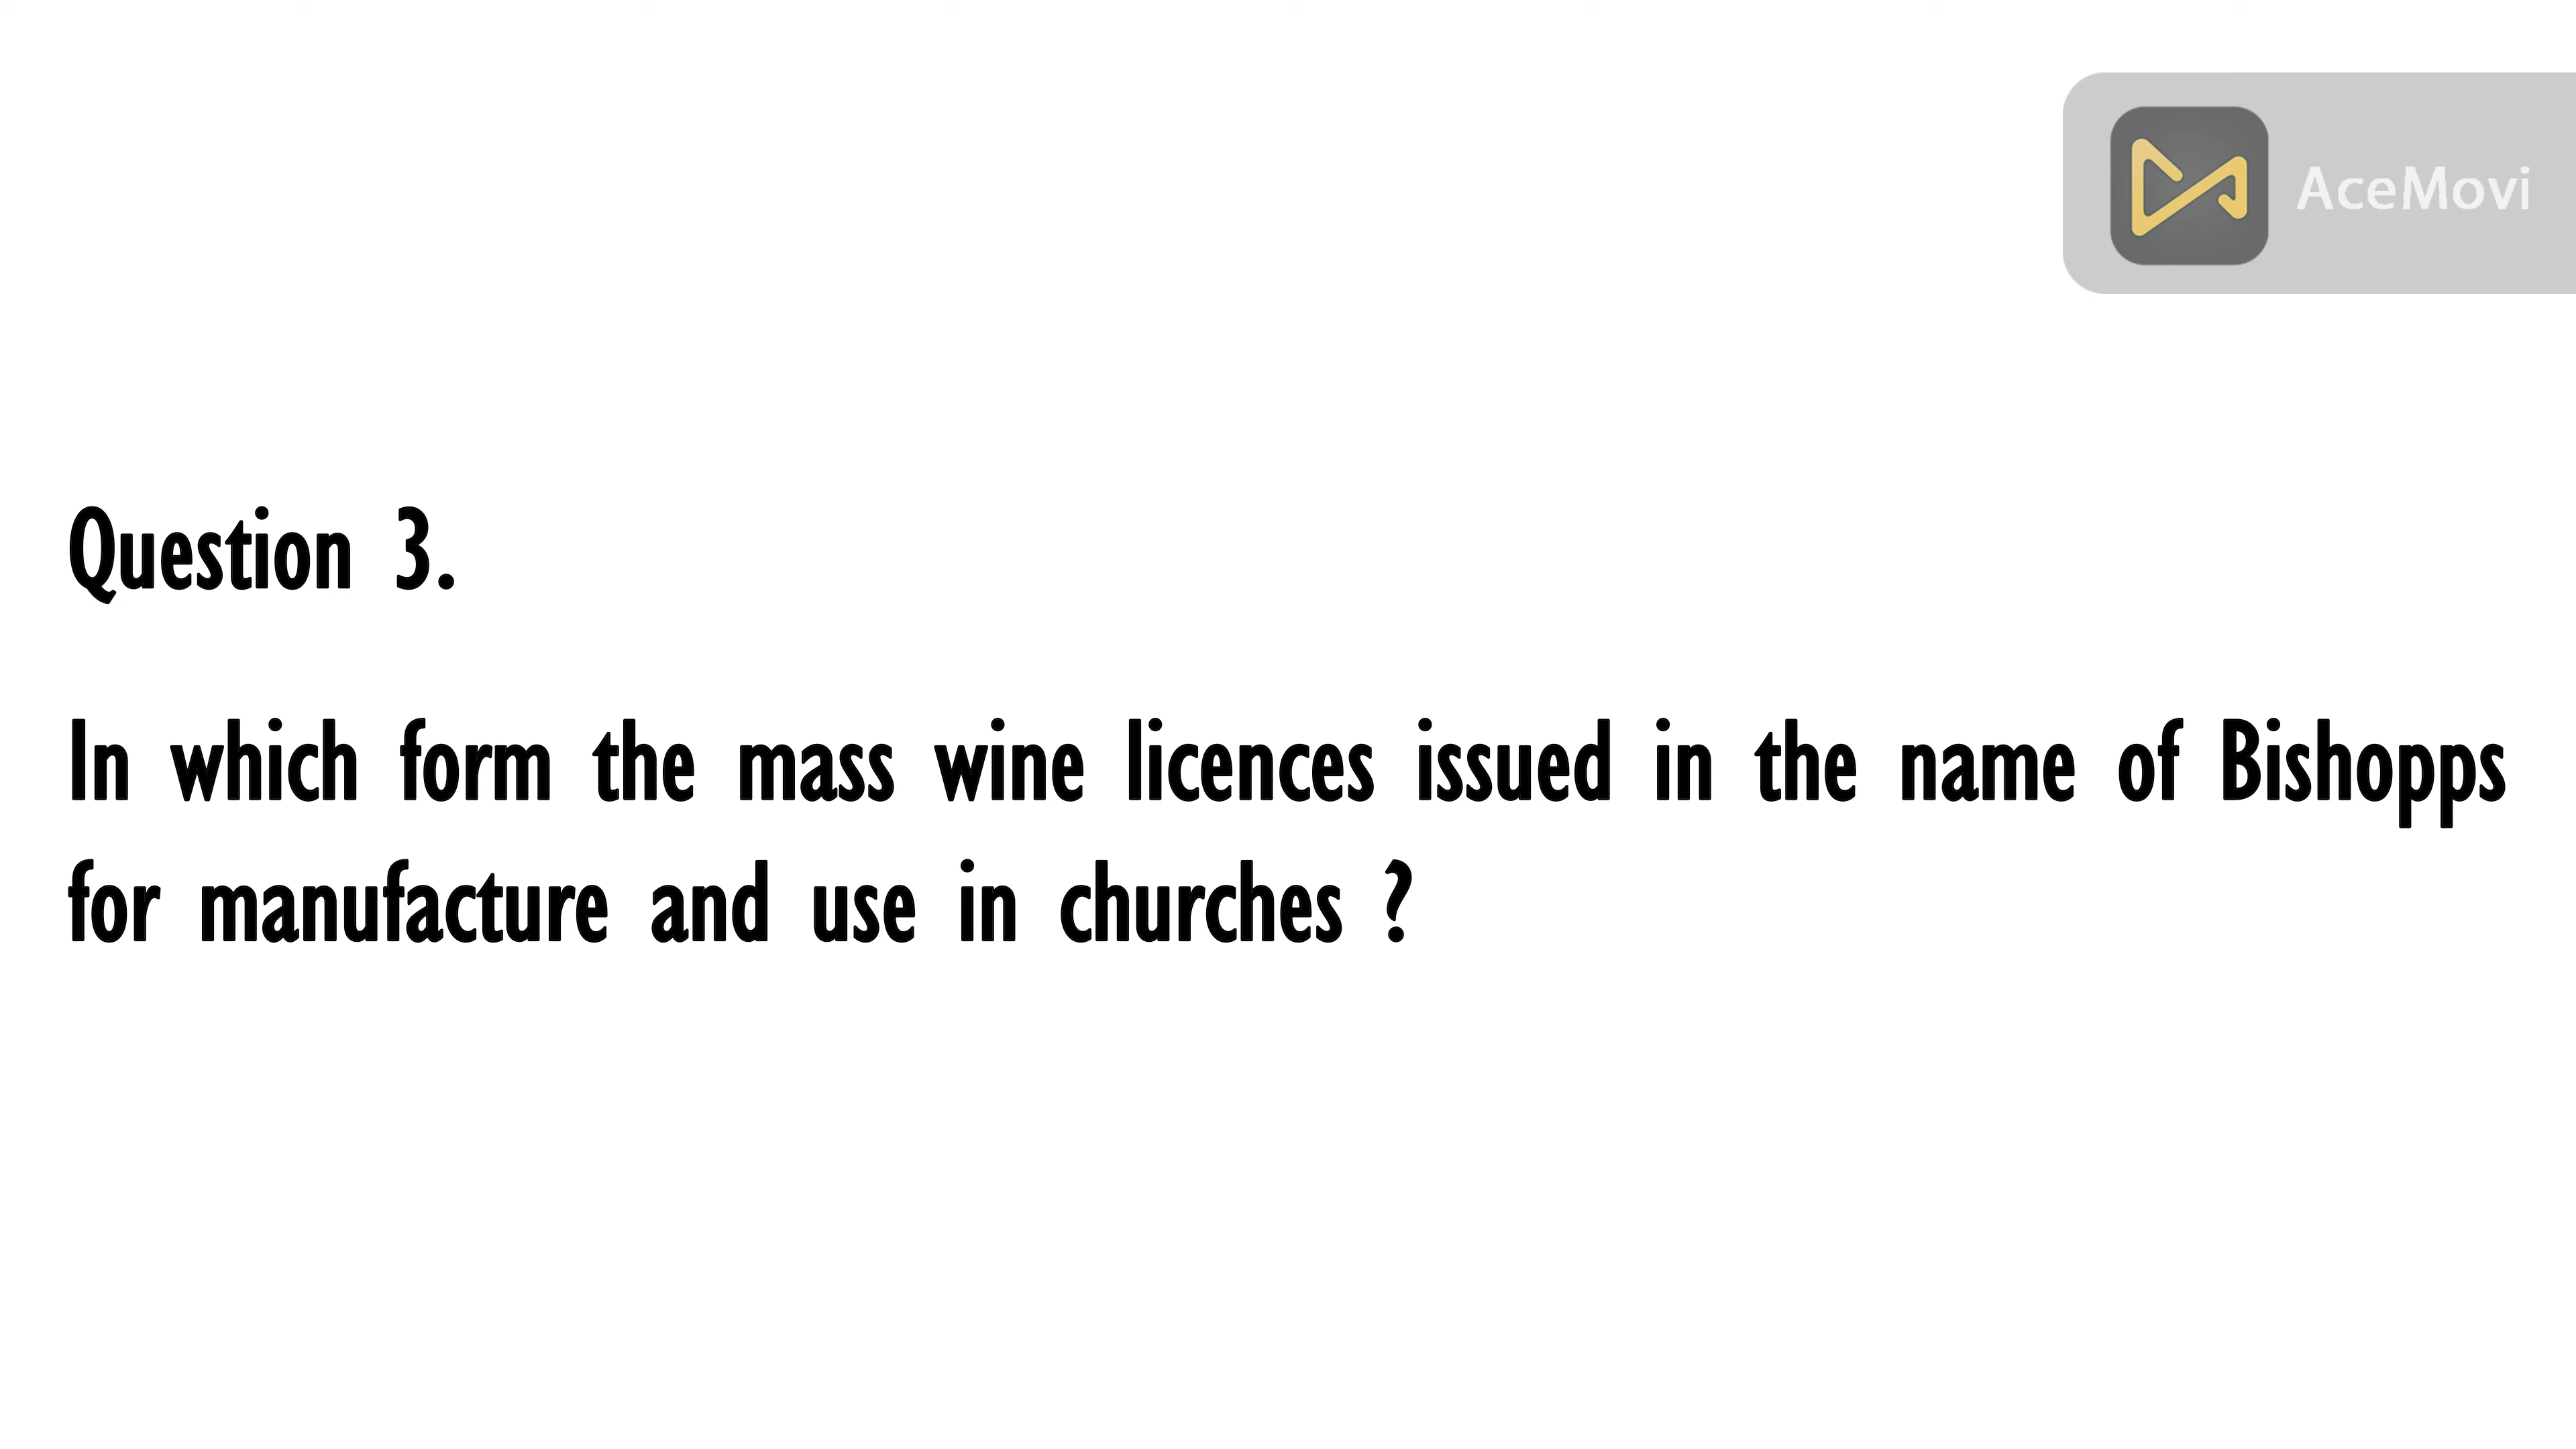 AceMovi
Question 3.
In which form the mass wine licences issued in the name of Bishopps
for manufacture and use in churches ?